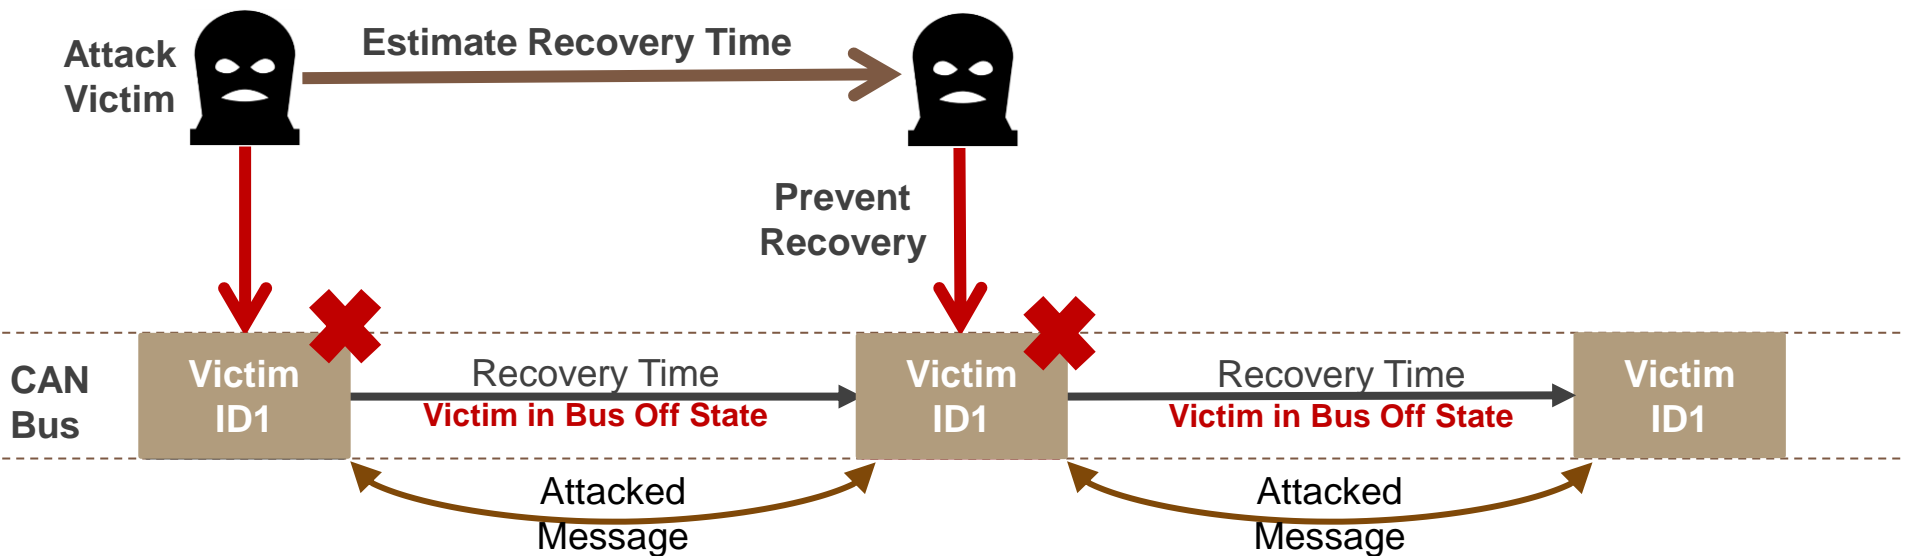 Attack
Victim
Estimate Recovery Time
Prevent
Recovery
CAN
Bus
Victim
ID1
Recovery Time
Victim in Bus Off State
Victim
ID1
Recovery Time
Victim in Bus Off State
Victim
ID1
Attacked
Message
Attacked
Message